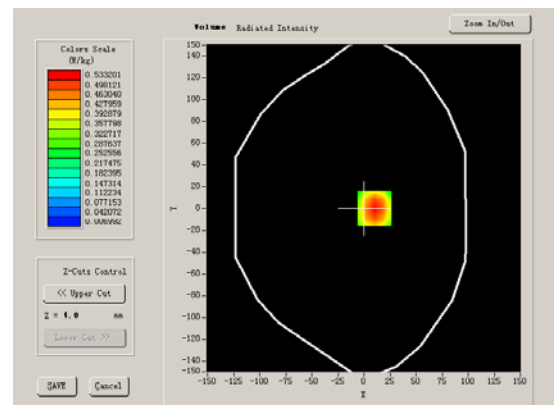 Volume Radiated Intensity
Zoom In/Out
Colors Scale
(W/kg)
0.533201
0.498121
0.463040
0.427959
0.392879
0.357798
0.322717
0.287637
0.252556
0.217475
0.182395
0.147314
0.112234
0.077153
0.042072
0.006992
Z-Cuts Control
<< Upper Cut
Z = 4.0 mm
Lower Cut >>
SAVE Cancel
150
140
120
100
80
60
40
20
Y 0
-20
-40
-60
-80
-100
-120
-140
-150
-150 -125 -100 -75 -50 -25 0 25 50 75 100 125 150
X